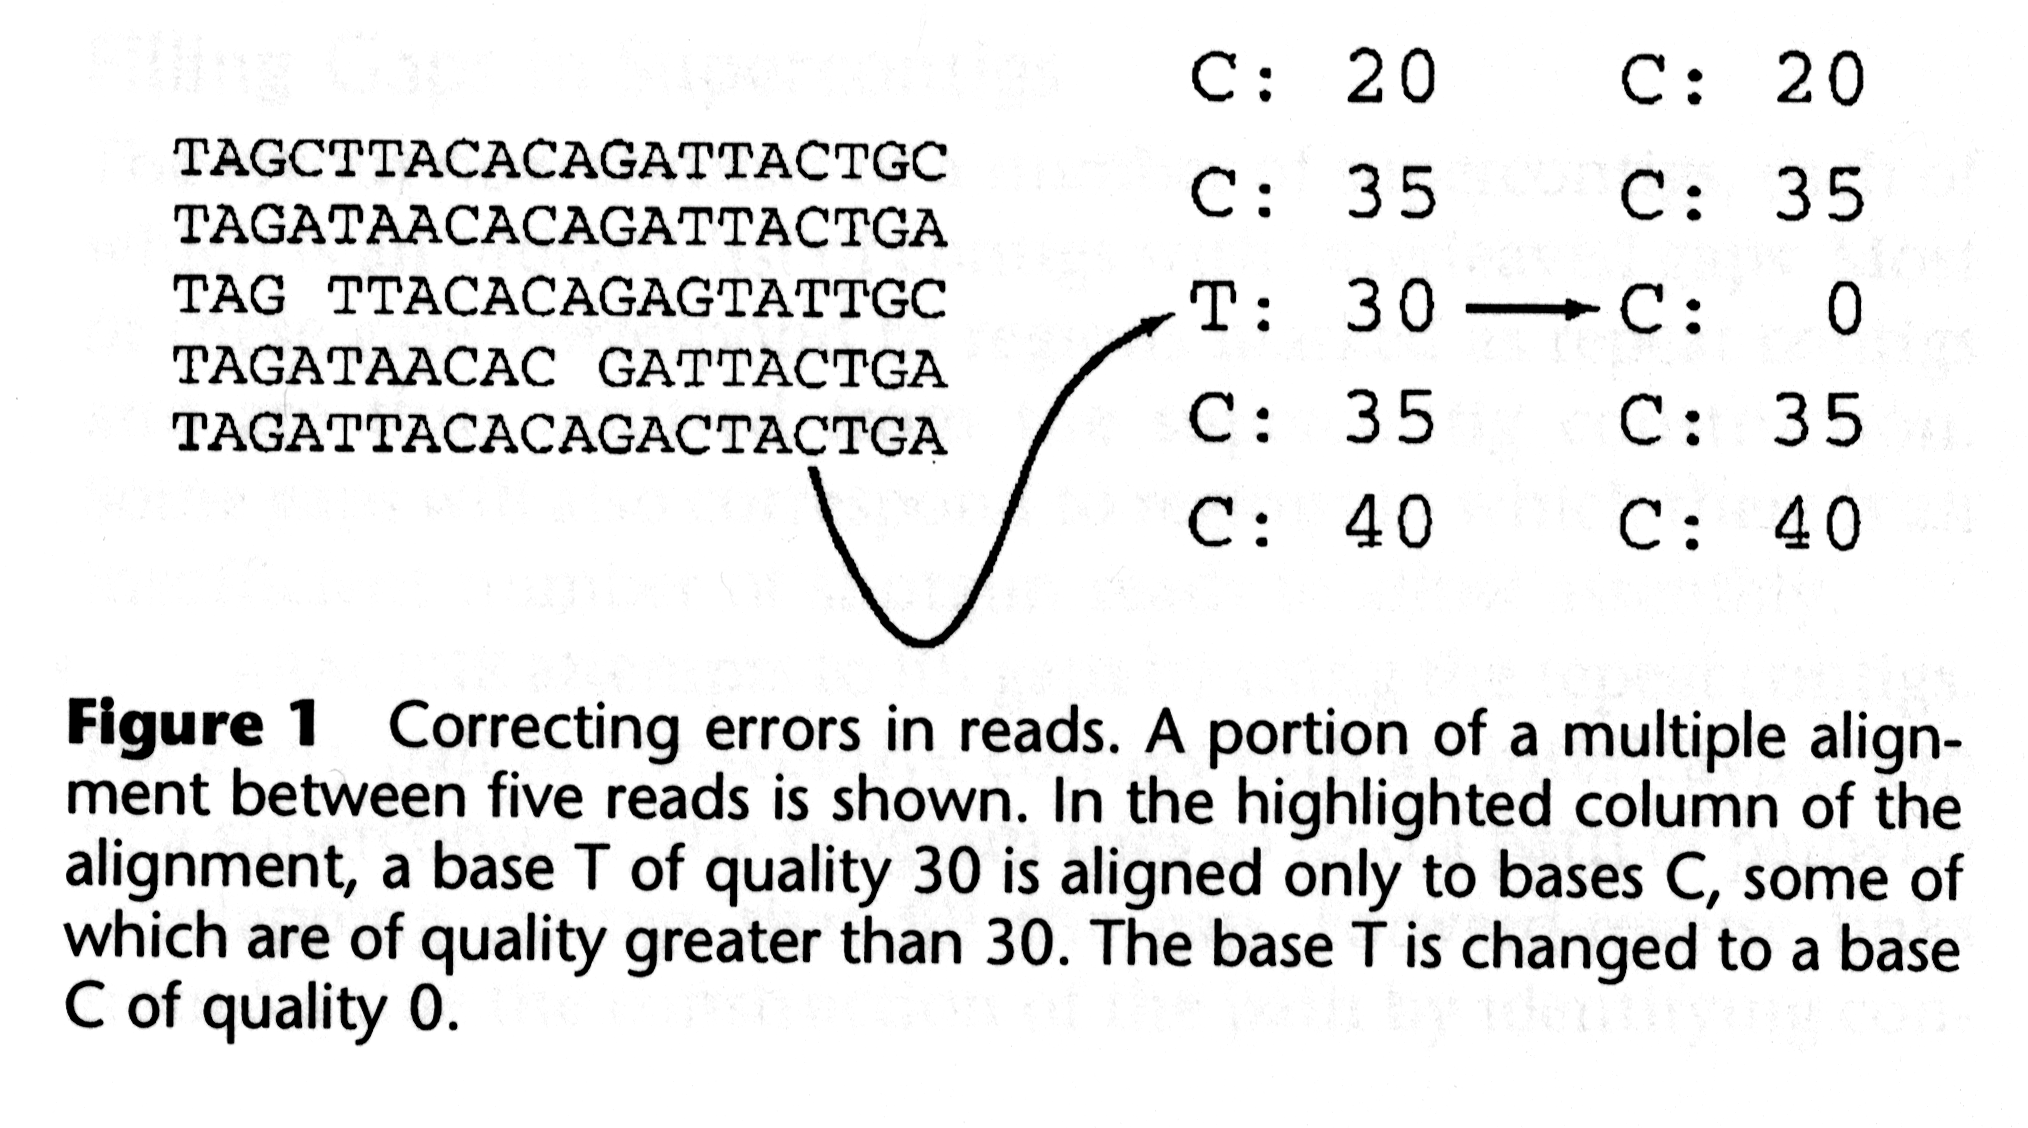 C: 20 C: 20
TAGCTTACACAGATTACTGC
C: 35 C: 35
TAGATAACACAGATTACTGA
TAG TTACACAGAGTATTGC
T: 30 C: 0
TAGATAACAC GATTACTGA
C: 35 C: 35
TAGATTACACAGACTACTGA
C: 40 C: 40
Figure 1 Correcting errors in reads. A portion of a multiple align-
ment between five reads is shown. In the highlighted column of the
alignment, a base T of quality 30 is aligned only to bases C, some of
which are of quality greater than 30. The base T is changed to a base
C of quality 0.